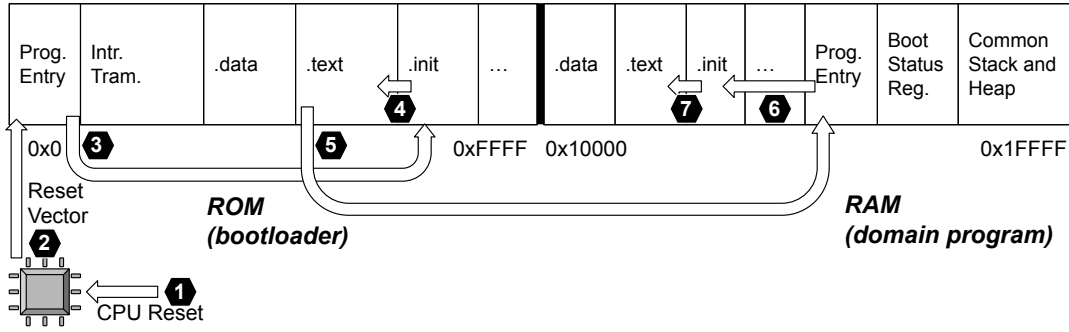 Prog.
Entry
Intr.
Tram.
.data
.text
.init
…
.data
.text
.init
…
Prog.
Entry
Boot
Status
Reg.
Common
Stack and
Heap
4
7
6
0x0
3
5
0xFFFF
0x10000
0x1FFFF
Reset
Vector
2
ROM
(bootloader)
RAM
(domain program)
1
CPU Reset